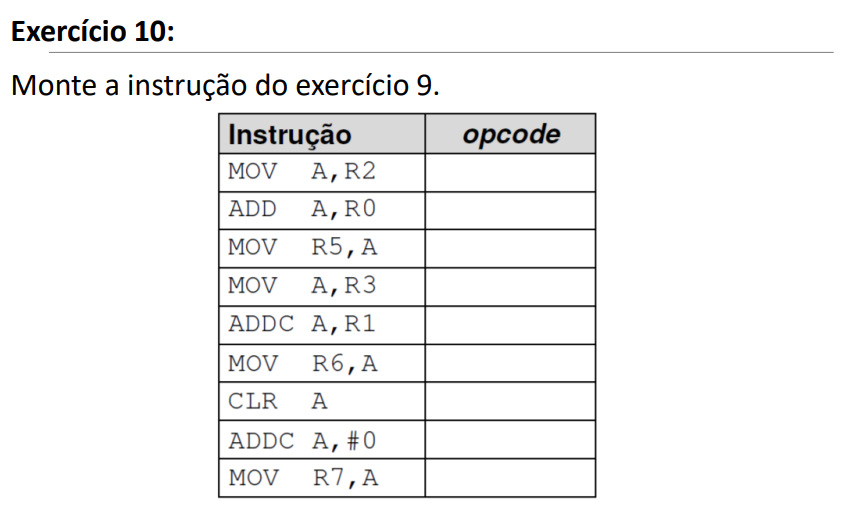 Exercício 10:
Monte a instrução do exercício 9.
Instrução opcode
MOV A,R2
ADD A,R0
MOV R5,A
MOV A,R3
ADDC A,R1
MOV R6,A
CLR A
ADDC A,#0
MOV R7,A